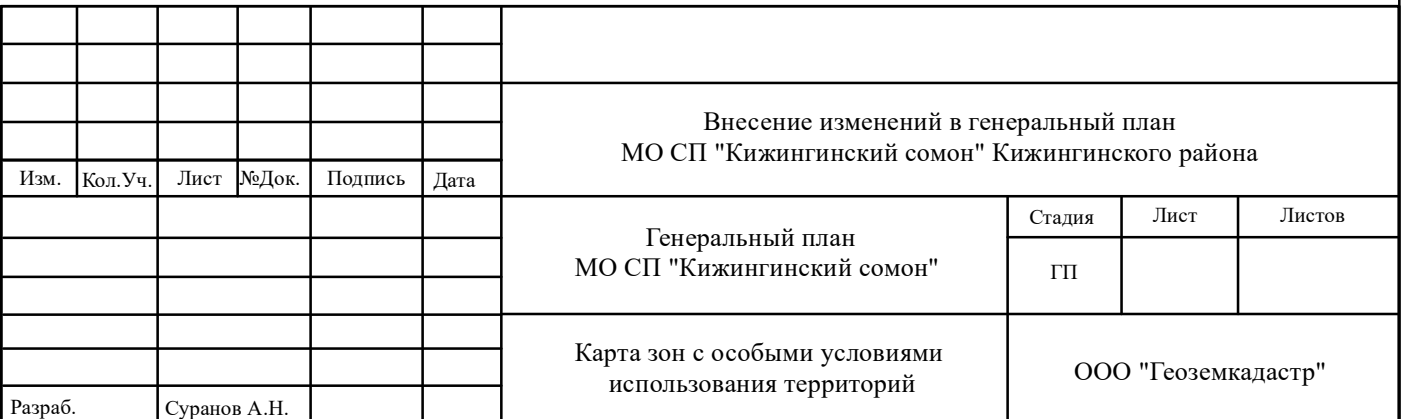 Внесение изменений в генеральный план
МО СП "Кижингинский сомон" Кижингинского района
Изм. Кол.Уч. Лист №Док. Подпись Дата
Стадия Лист Листов
Генеральный план
МО СП "Кижингинский сомон"
ГП
Карта зон с особыми условиями
использования территорий
ООО "Геоземкадастр"
Разраб. Суранов А.Н.